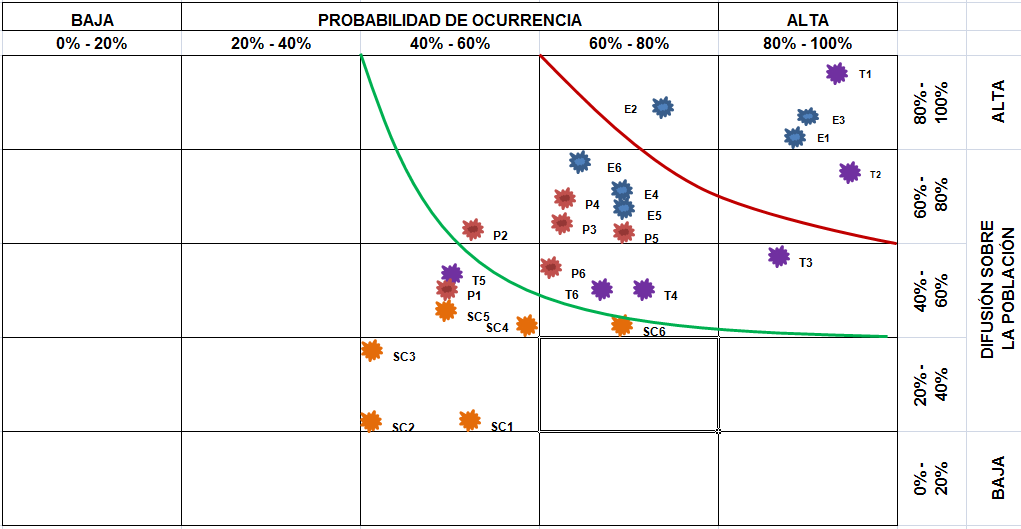 BAJA PROBABILIDAD DE OCURRENCIA ALTA
0% - 20% 20% - 40% 40% - 60% 60% - 80% 80% - 100%
T1
E2
E3
E1
80% -
100%
ALTA
E6
T2
E4
P4
E5
P3
P5
P2
60% -
80%
T3
P6
T5
T6
T4
P1
SC5
SC4
SC6
40% -
60%
DIFUSIÓN SOBRE
LA POBLACIÓN
SC3
SC2
SC1
20% -
40%
0% -
20%
BAJA